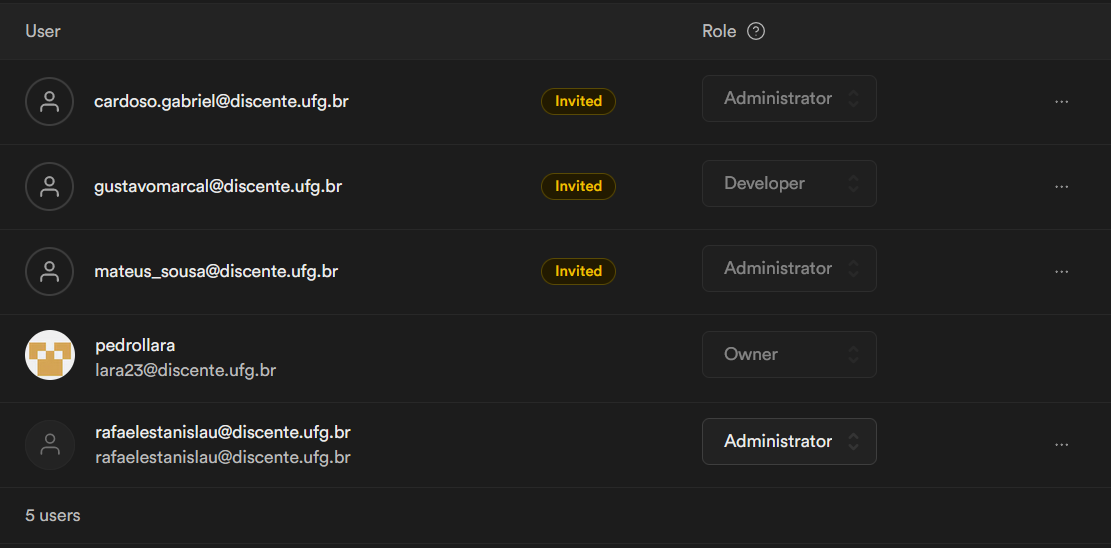 User Role ?
cardoso.gabriel@discente.ufg.br Invited Administrator ...
gustavomarcal@discente.ufg.br Invited Developer ...
mateus_sousa@discente.ufg.br Invited Administrator ...
pedrollara
lara23@discente.ufg.br Owner
rafaelestanislau@discente.ufg.br
rafaelestanislau@discente.ufg.br Administrator ...
5 users